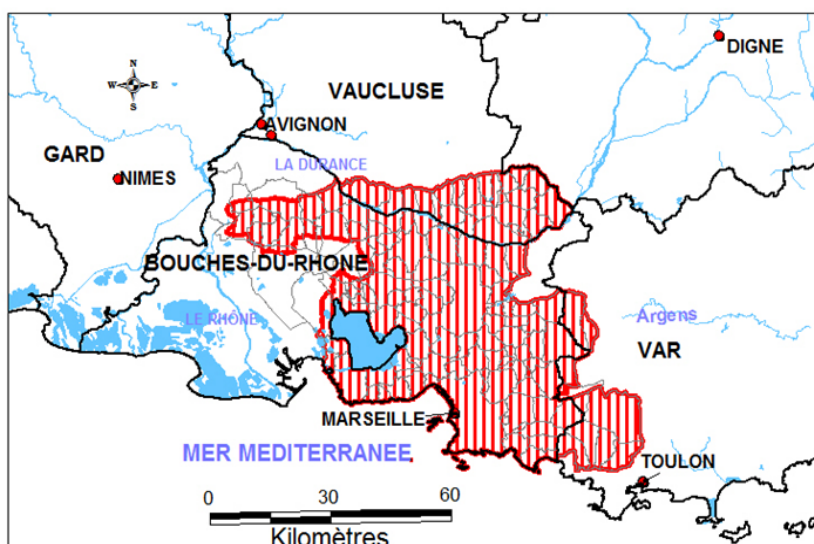 DIGNE
N
W E
S
VAUCLUSE
AVIGNON
GARD
LA DURANCE
NIMES
BOUCHES-DU-RHONE
LE RHÔNE
Argens
VAR
MARSEILLE
MER MEDITERRANEE
TOULON
0 30 60
Kilomètres